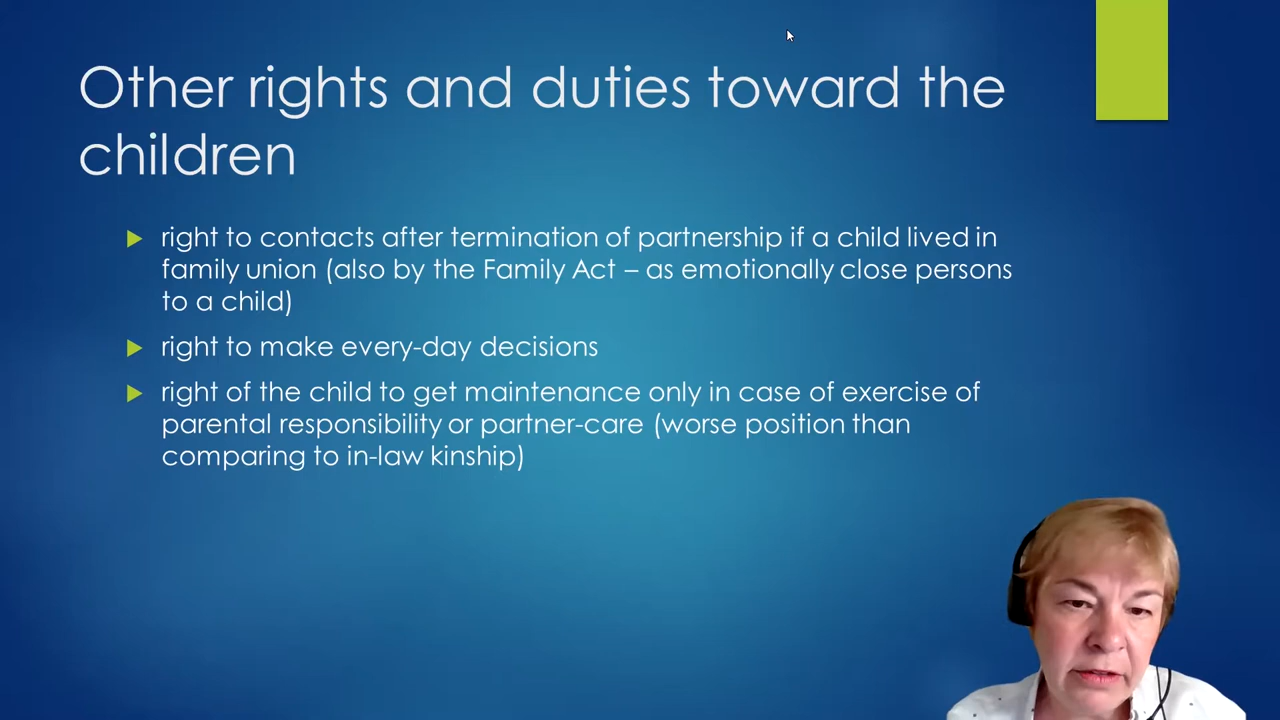 Other rights and duties toward the
children
right to contacts after termination of partnership if a child lived in
family union (also by the Family Act – as emotionally close persons
to a child)
right to make every-day decisions
right of the child to get maintenance only in case of exercise of
parental responsibility or partner-care (worse position than
comparing to in-law kinship)